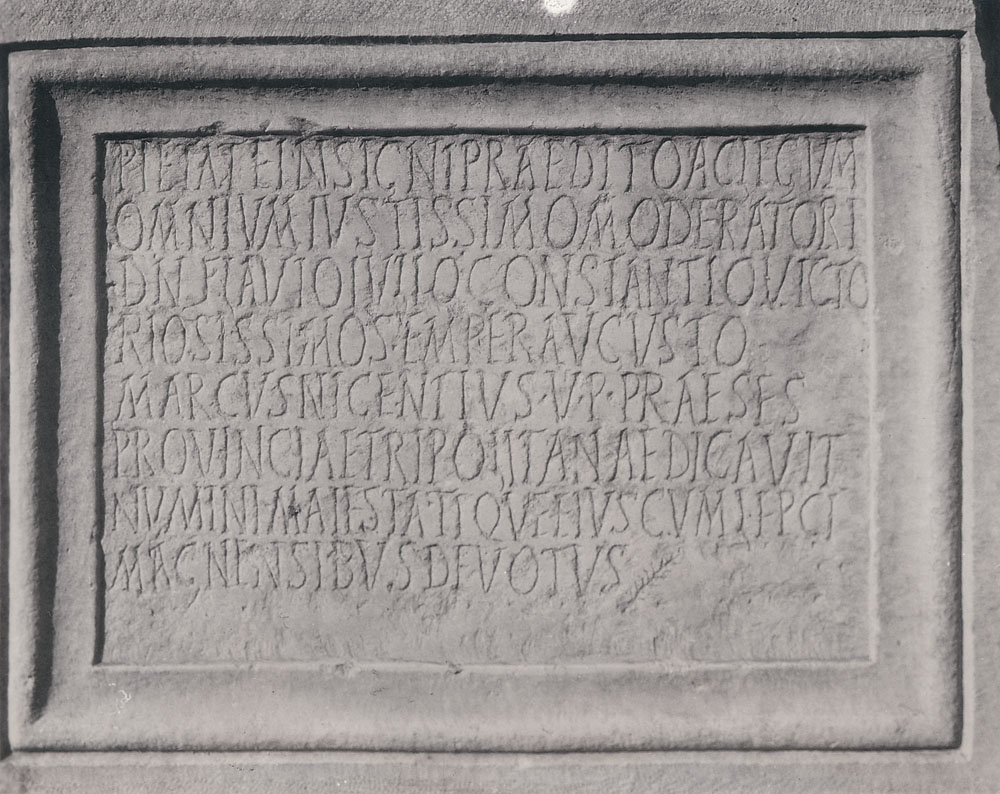 PIETATE INSIGNI PRAEDITO AC LEGUM
OMNIUM IUSTISSIMO MODERATORI
D N FLAVIO IULIO CONSTANTIO VICTO
RIOSISSIMO SEMPER AUGUSTO
MARCUS NICENTIUS · V · P · PRAESES
PROVINCIAE TRIPOLITANAE DICAVIT
NUMINI MAIESTATIQUE EIUS CUM LEPCI
MAGNENSIBUS DEVOTUS